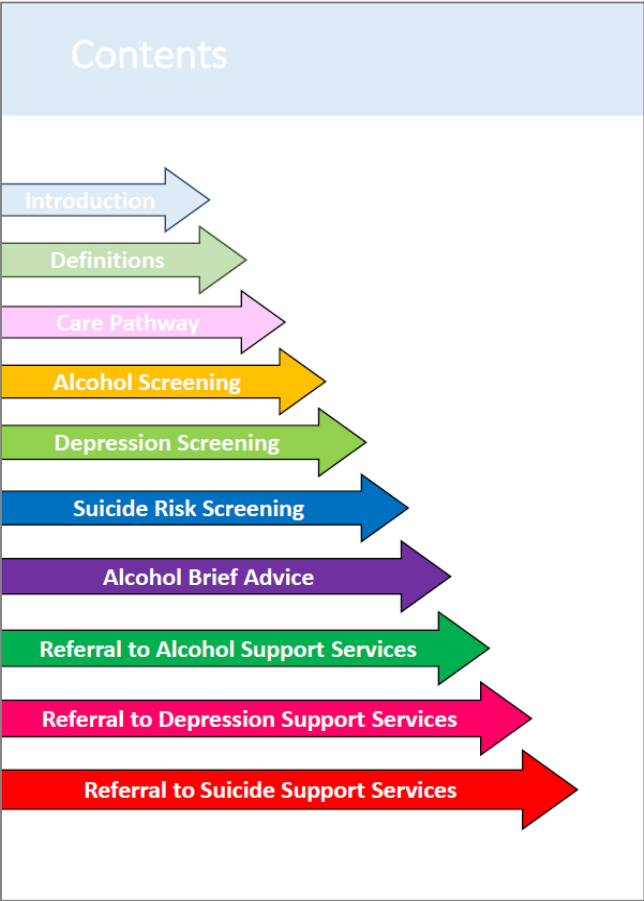 Contents
Introduction
Definitions
Care Pathway
Alcohol Screening
Depression Screening
Suicide Risk Screening
Alcohol Brief Advice
Referral to Alcohol Support Services
Referral to Depression Support Services
Referral to Suicide Support Services